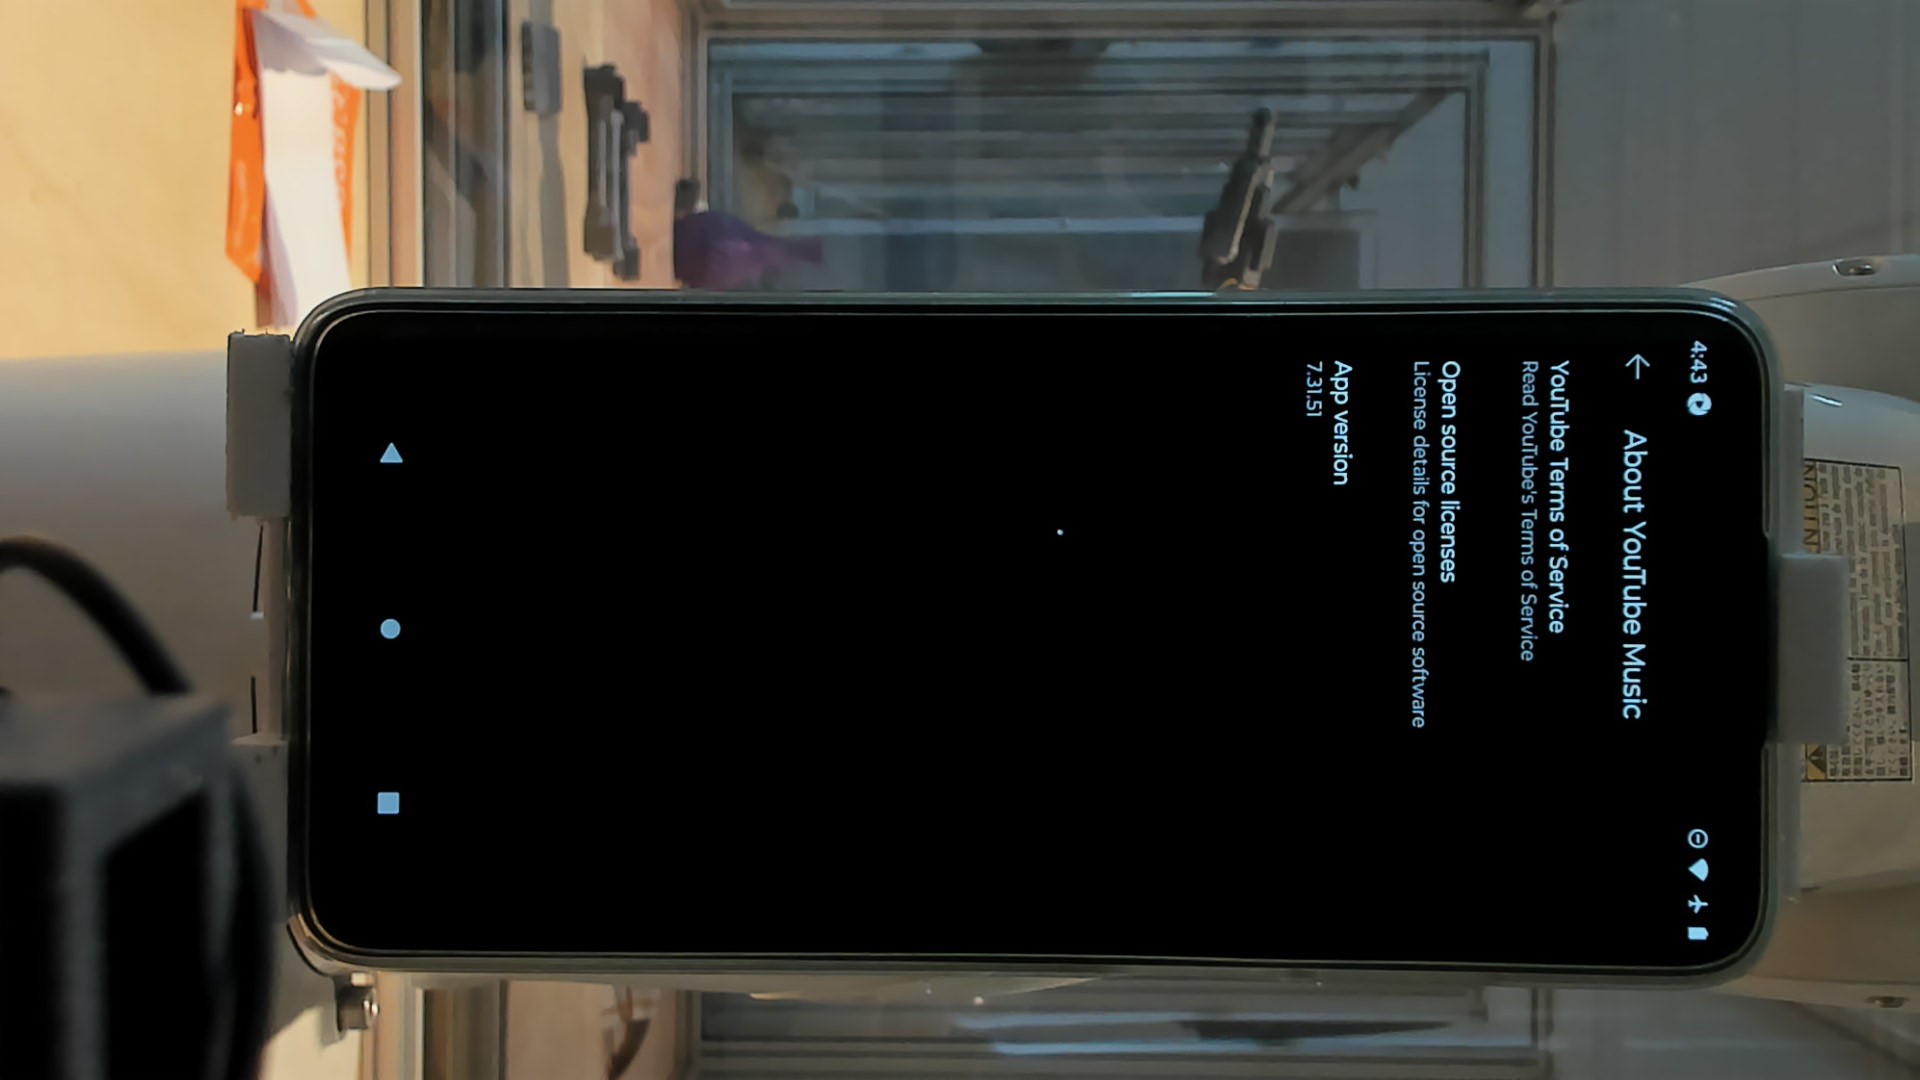 4:43
About YouTube Music
YouTube Terms of Service
Read YouTube's Terms of Service
Open source licenses
License details for open source software
App version
7.31.51